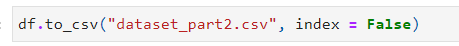 df.to_csv("dataset_part2.csv", index = False)